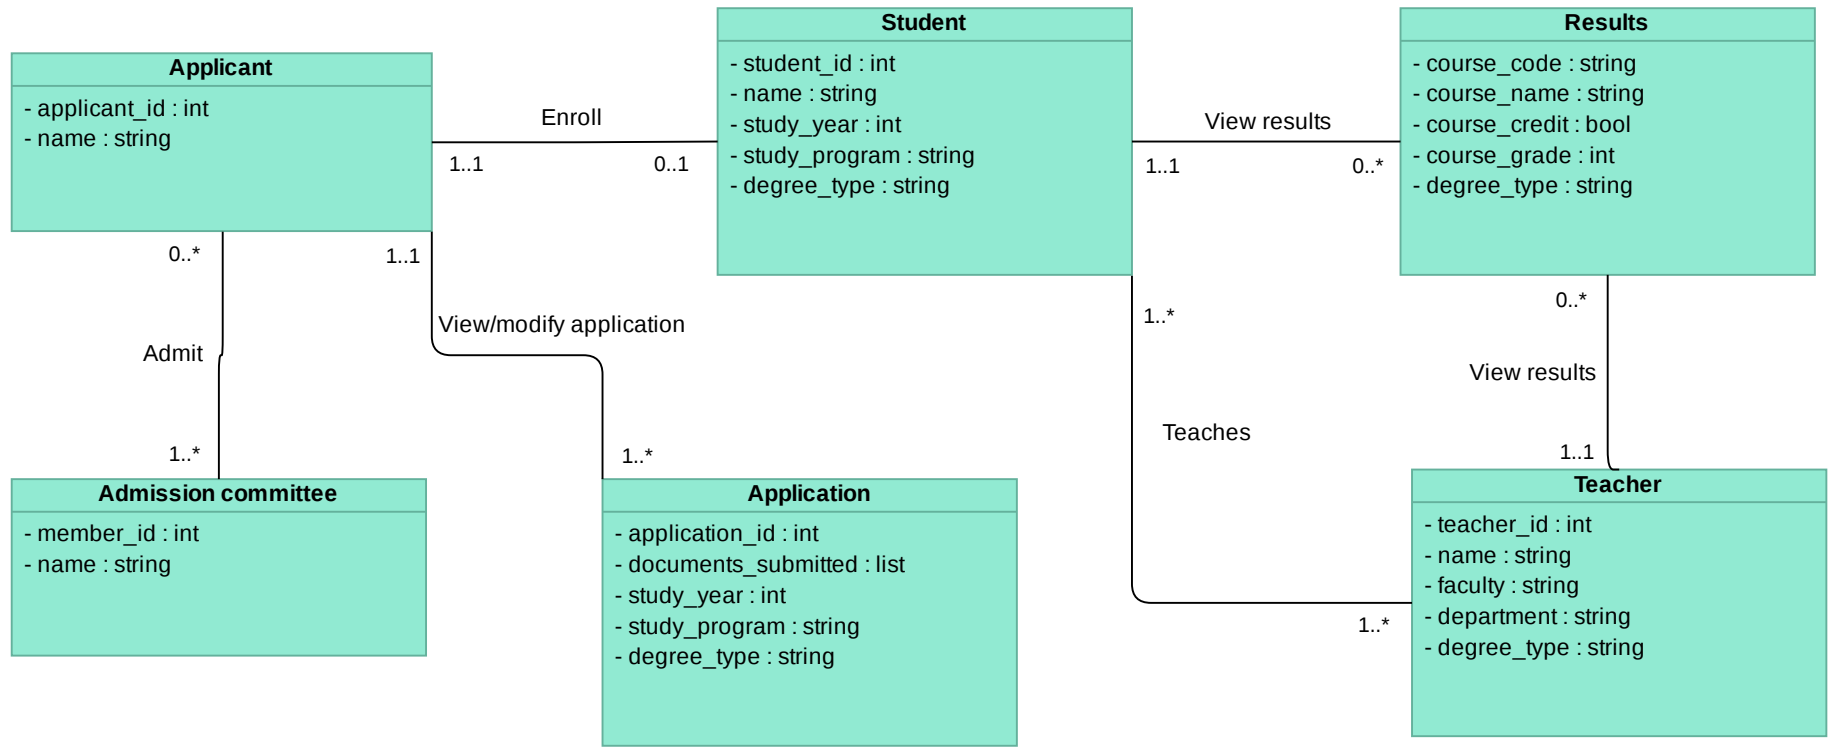 Applicant
- applicant_id : int
- name : string
Enroll
1..1
0..1
Student
- student_id : int
- name : string
- study_year : int
- study_program : string
- degree_type : string
View results
1..1
0..*
Results
- course_code : string
- course_name : string
- course_credit : bool
- course_grade : int
- degree_type : string
0..*
Admit
1..*
1..1
View/modify application
1..*
1..*
Teaches
1..*
0..*
View results
1..1
Admission committee
- member_id : int
- name : string
Application
- application_id : int
- documents_submitted : list
- study_year : int
- study_program : string
- degree_type : string
Teacher
- teacher_id : int
- name : string
- faculty : string
- department : string
- degree_type : string